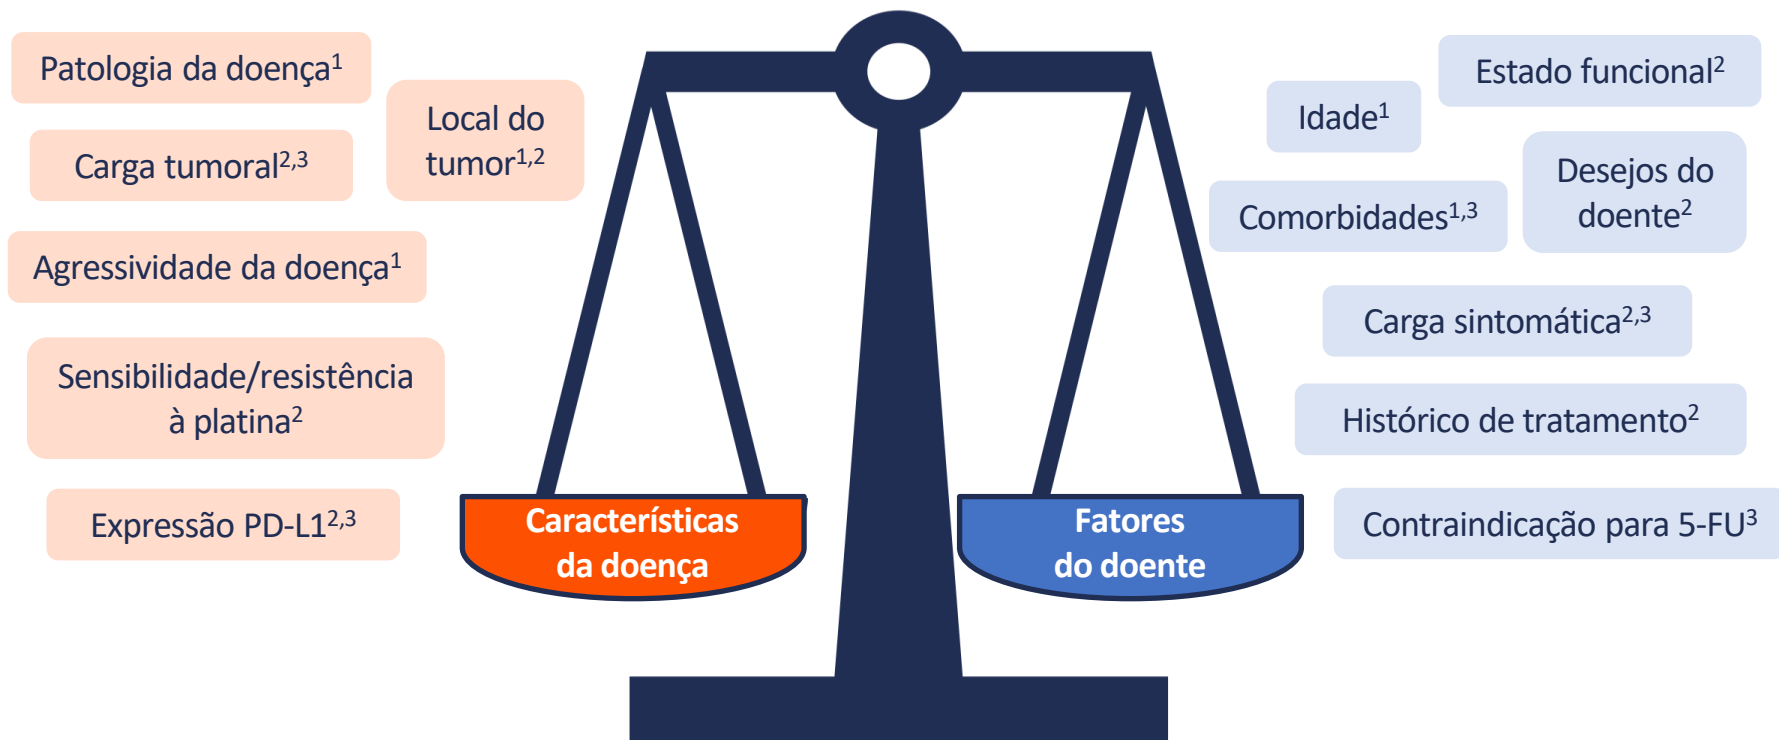 Patologia da doença¹
Local do
tumor¹,²
Carga tumoral²,³
Agressividade da doença¹
Sensibilidade/resistência
à platina²
Expressão PD-L1²,³
Características
da doença
Estado funcional²
Idade¹
Desejos do
doente²
Comorbidades¹,³
Carga sintomática²,³
Histórico de tratamento²
Contraindicação para 5-FU³
Fatores
do doente